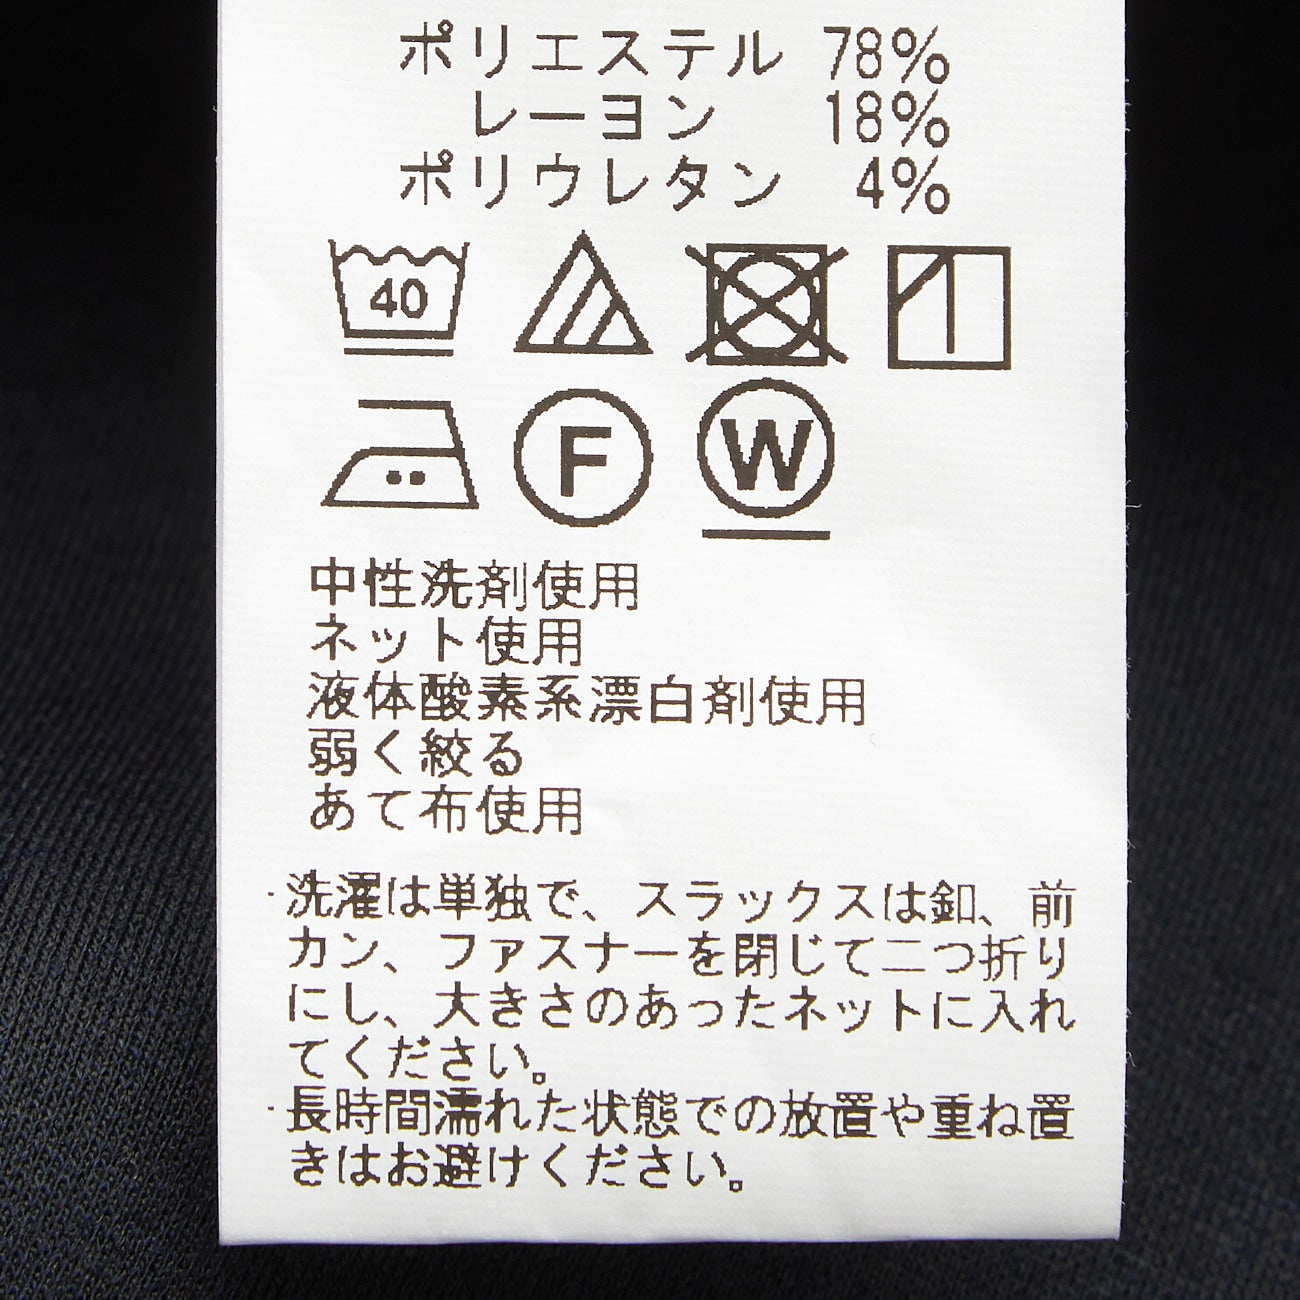 ポリエステル 78%
レーヨン 18%
ポリウレタン 4%
40
F W
中性洗剤使用
ネット使用
液体酸素系漂白剤使用
弱く絞る
あて布使用
・洗濯は単独で、スラックスは釦、前
カン、ファスナーを閉じて二つ折り
にし、大きさのあったネットに入れ
てください。
・長時間濡れた状態での放置や重ね置
きはお避けください。